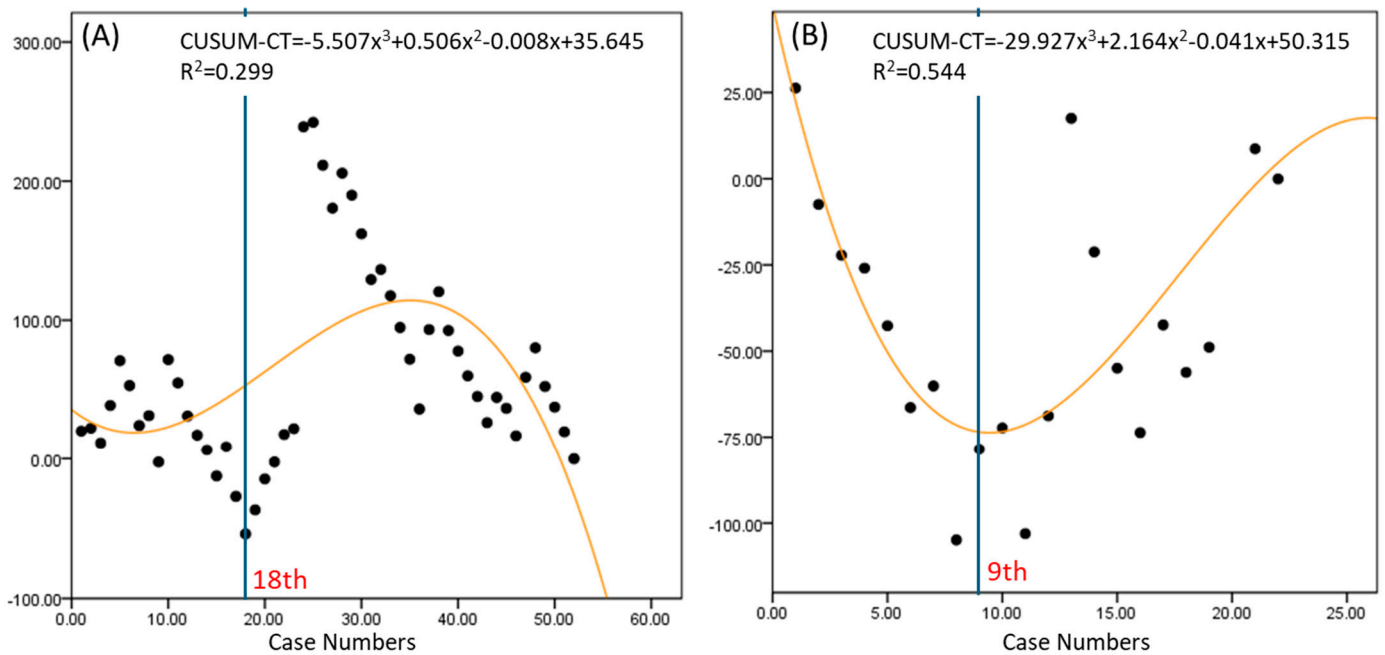 (A)
CUSUM-CT=-5.507x³+0.506x²-0.008x+35.645
R²=0.299
300.00
200.00
100.00
0.00
-100.00
18th
0.00 10.00 20.00 30.00 40.00 50.00 60.00
Case Numbers
(B)
CUSUM-CT=-29.927x³+2.164x²-0.041x+50.315
R²=0.544
25.00
0.00
-25.00
-50.00
-75.00
-100.00
9th
0.00 5.00 10.00 15.00 20.00 25.00
Case Numbers